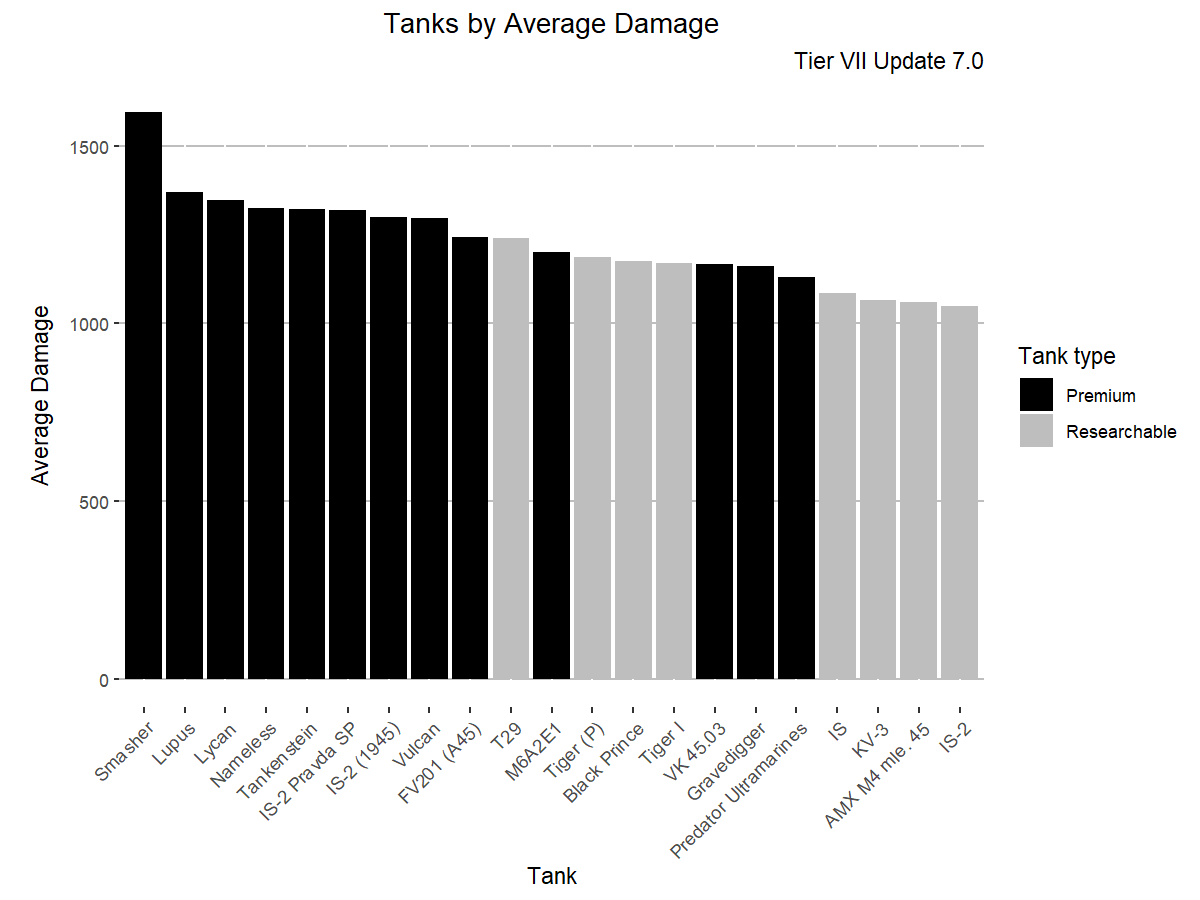 Tanks by Average Damage
Tier VII Update 7.0
Average Damage
1500
1000
500
0
Smasher
Lupus
Lycan
Nameless
Tankenstein
IS-2 Pravda SP
IS-2 (1945)
Vulcan
FV201 (A45)
T29
M6A2E1
Tiger (P)
Black Prince
Tiger I
VK 45.03
Gravedigger
Predator Ultramarines
IS
KV-3
AMX M4 mle. 45
IS-2
Tank
Tank type
Premium
Researchable